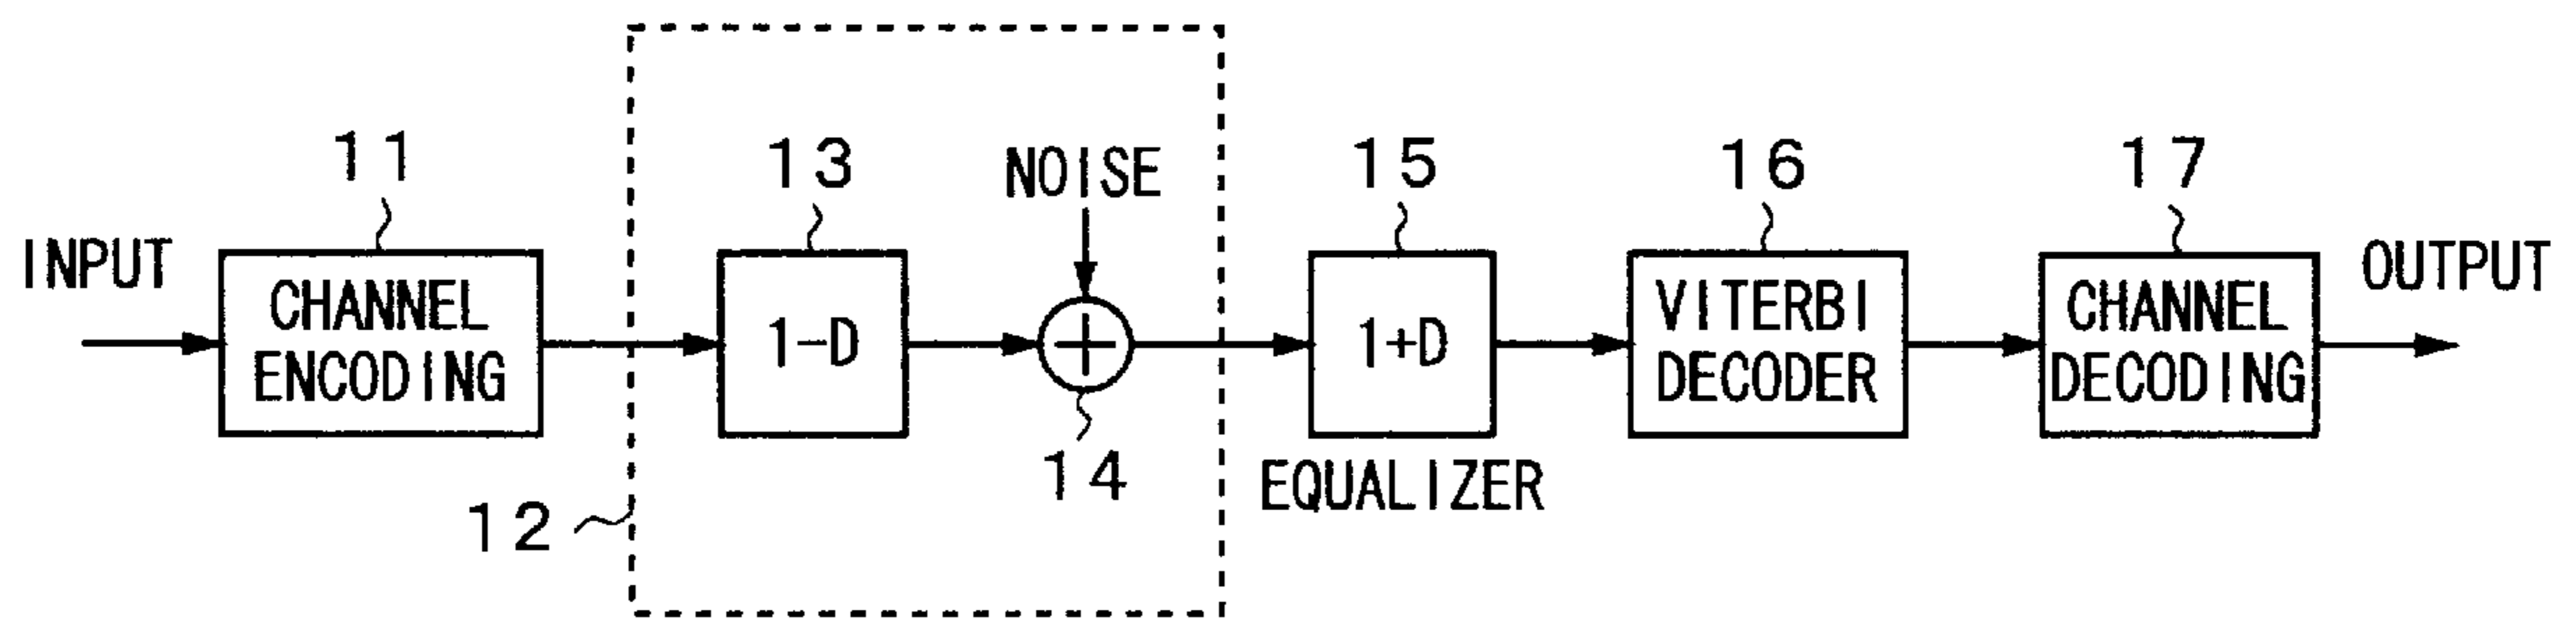 INPUT
11
CHANNEL
ENCODING
12
13
1-D
NOISE
+
14
15
1+D
EQUALIZER
16
VITERBI
DECODER
17
CHANNEL
DECODING
OUTPUT